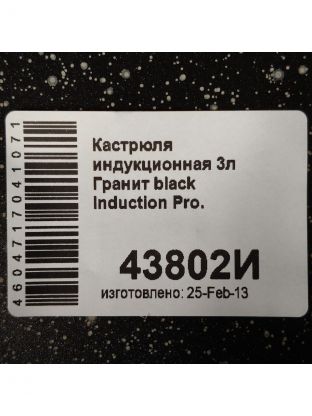 Кастрюля
индукционная 3л
Гранит black
Induction Pro.
43802И
изготовлено: 25-Feb-13
4604717041071